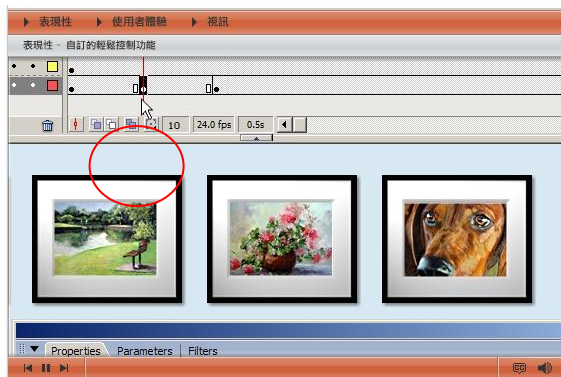 表現性 使用者體驗 視訊
表現性 - 自訂的輕鬆控制功能
10 24.0 fps 0.5s
Properties Parameters Filters
CC